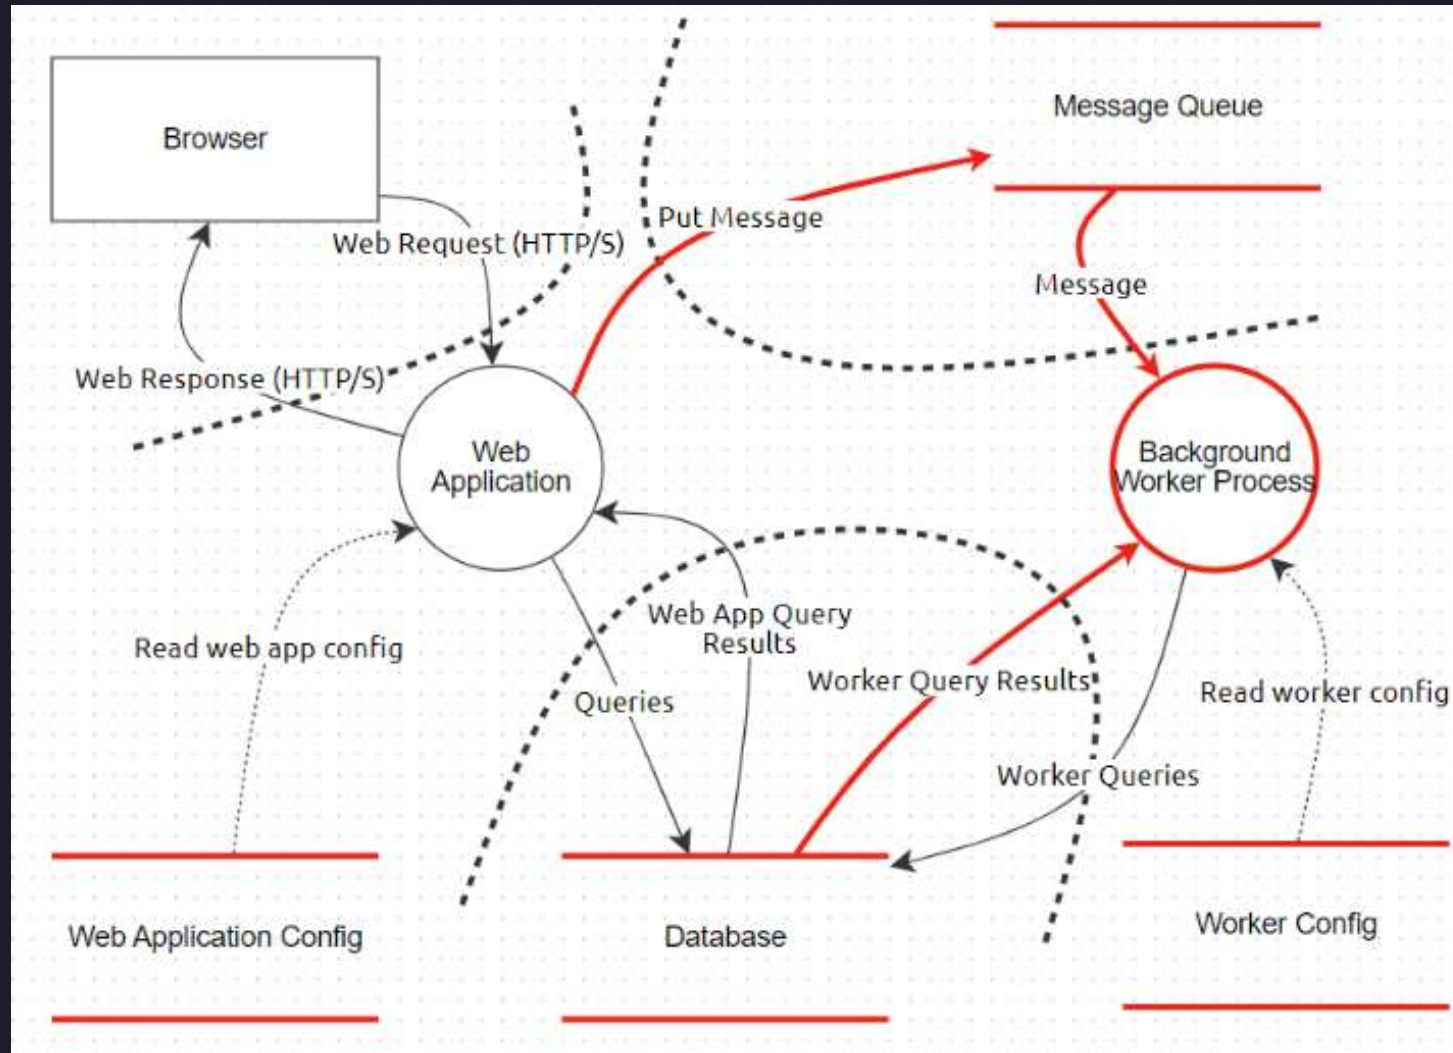 Message Queue
Browser
Put Message
Web Request (HTTP/S)
Message
Web Response (HTTP/S)
Web
Application
Background
Worker Process
Web App Query
Results
Read web app config
Worker Query Results
Read worker config
Queries
Worker Queries
Web Application Config
Database
Worker Config